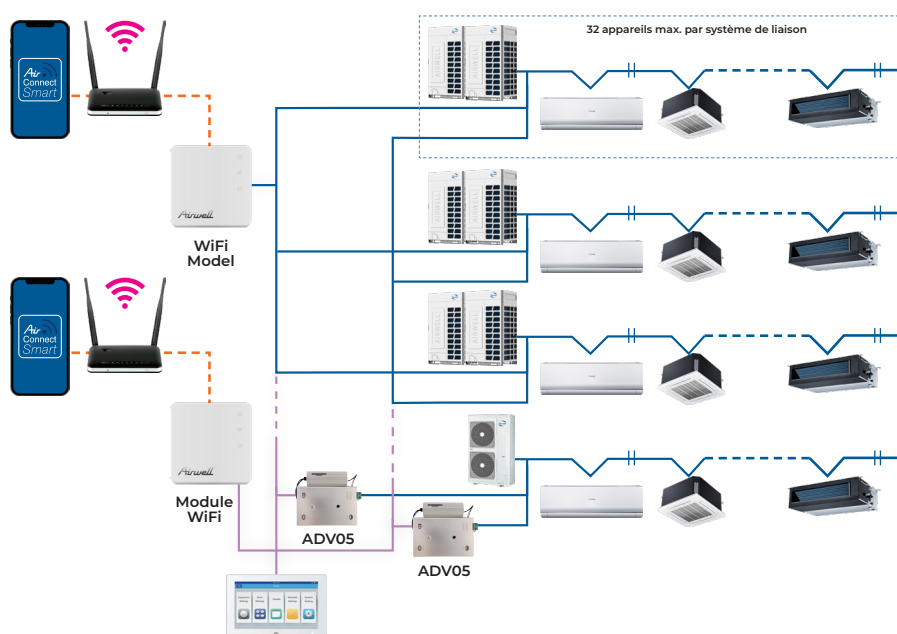 32 appareils max. par système de liaison
Air
Connect
Smart
Airwell
WiFi
Model
Air
Connect
Smart
Airwell
Module
WiFi
ADV05
ADV05